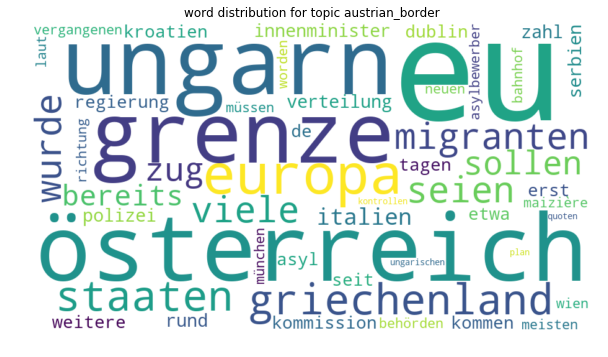 word distribution for topic austrian_border
vergangenen kroatien innenminister dublin zahl
laut ungarn worden eu neuen asylbewerber bahnhof serbien
regierung müssen verteilung
wurde richtung grenze de migranten
zug europa tagen sollen
bereits kontrollen seien erst
polizei viele italien etwa maiziere quoten
österreich
münchen asyl seit ungarischen plan
staaten griechenland wien
weitere rund kommission behörden kommen meisten